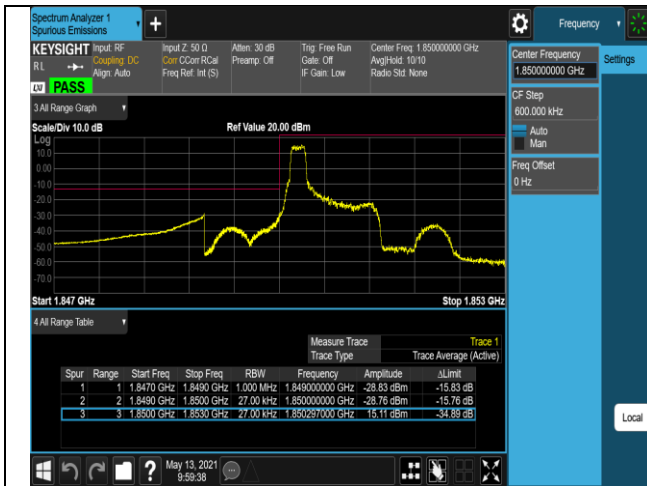 Spectrum Analyzer 1
Spurious Emissions
Frequency
KEYSIGHT Input: RF Input Z: 50 Ω Atten: 30 dB Trig: Free Run Center Freq: 1.850000000 GHz
RL Coupling: DC Corr CCorr RCal Preamp: Off Gate: Off Avg|Hold: 10/10
Align: Auto Freq Ref: Int (S) IF Gain: Low Radio Std: None
LXI PASS
Center Frequency
1.850000000 GHz
Settings
CF Step
600.000 kHz
Auto
Man
Freq Offset
0 Hz
Local
3 All Range Graph
Scale/Div 10.0 dB Ref Value 20.00 dBm
Log
10.0
0.00
-10.0
-20.0
-30.0
-40.0
-50.0
-60.0
-70.0
Start 1.847 GHz Stop 1.853 GHz
4 All Range Table
Measure Trace Trace 1
Trace Type Trace Average (Active)
Spur Range Start Freq Stop Freq RBW Frequency Amplitude ΔLimit
1 1 1.8470 GHz 1.8490 GHz 1.000 MHz 1.849000000 GHz -28.83 dBm -15.83 dB
2 2 1.8490 GHz 1.8500 GHz 27.00 kHz 1.850000000 GHz -28.76 dBm -15.76 dB
3 3 1.8500 GHz 1.8530 GHz 27.00 kHz 1.850297000 GHz 15.11 dBm -34.89 dB
May 13, 2021
9:59:38